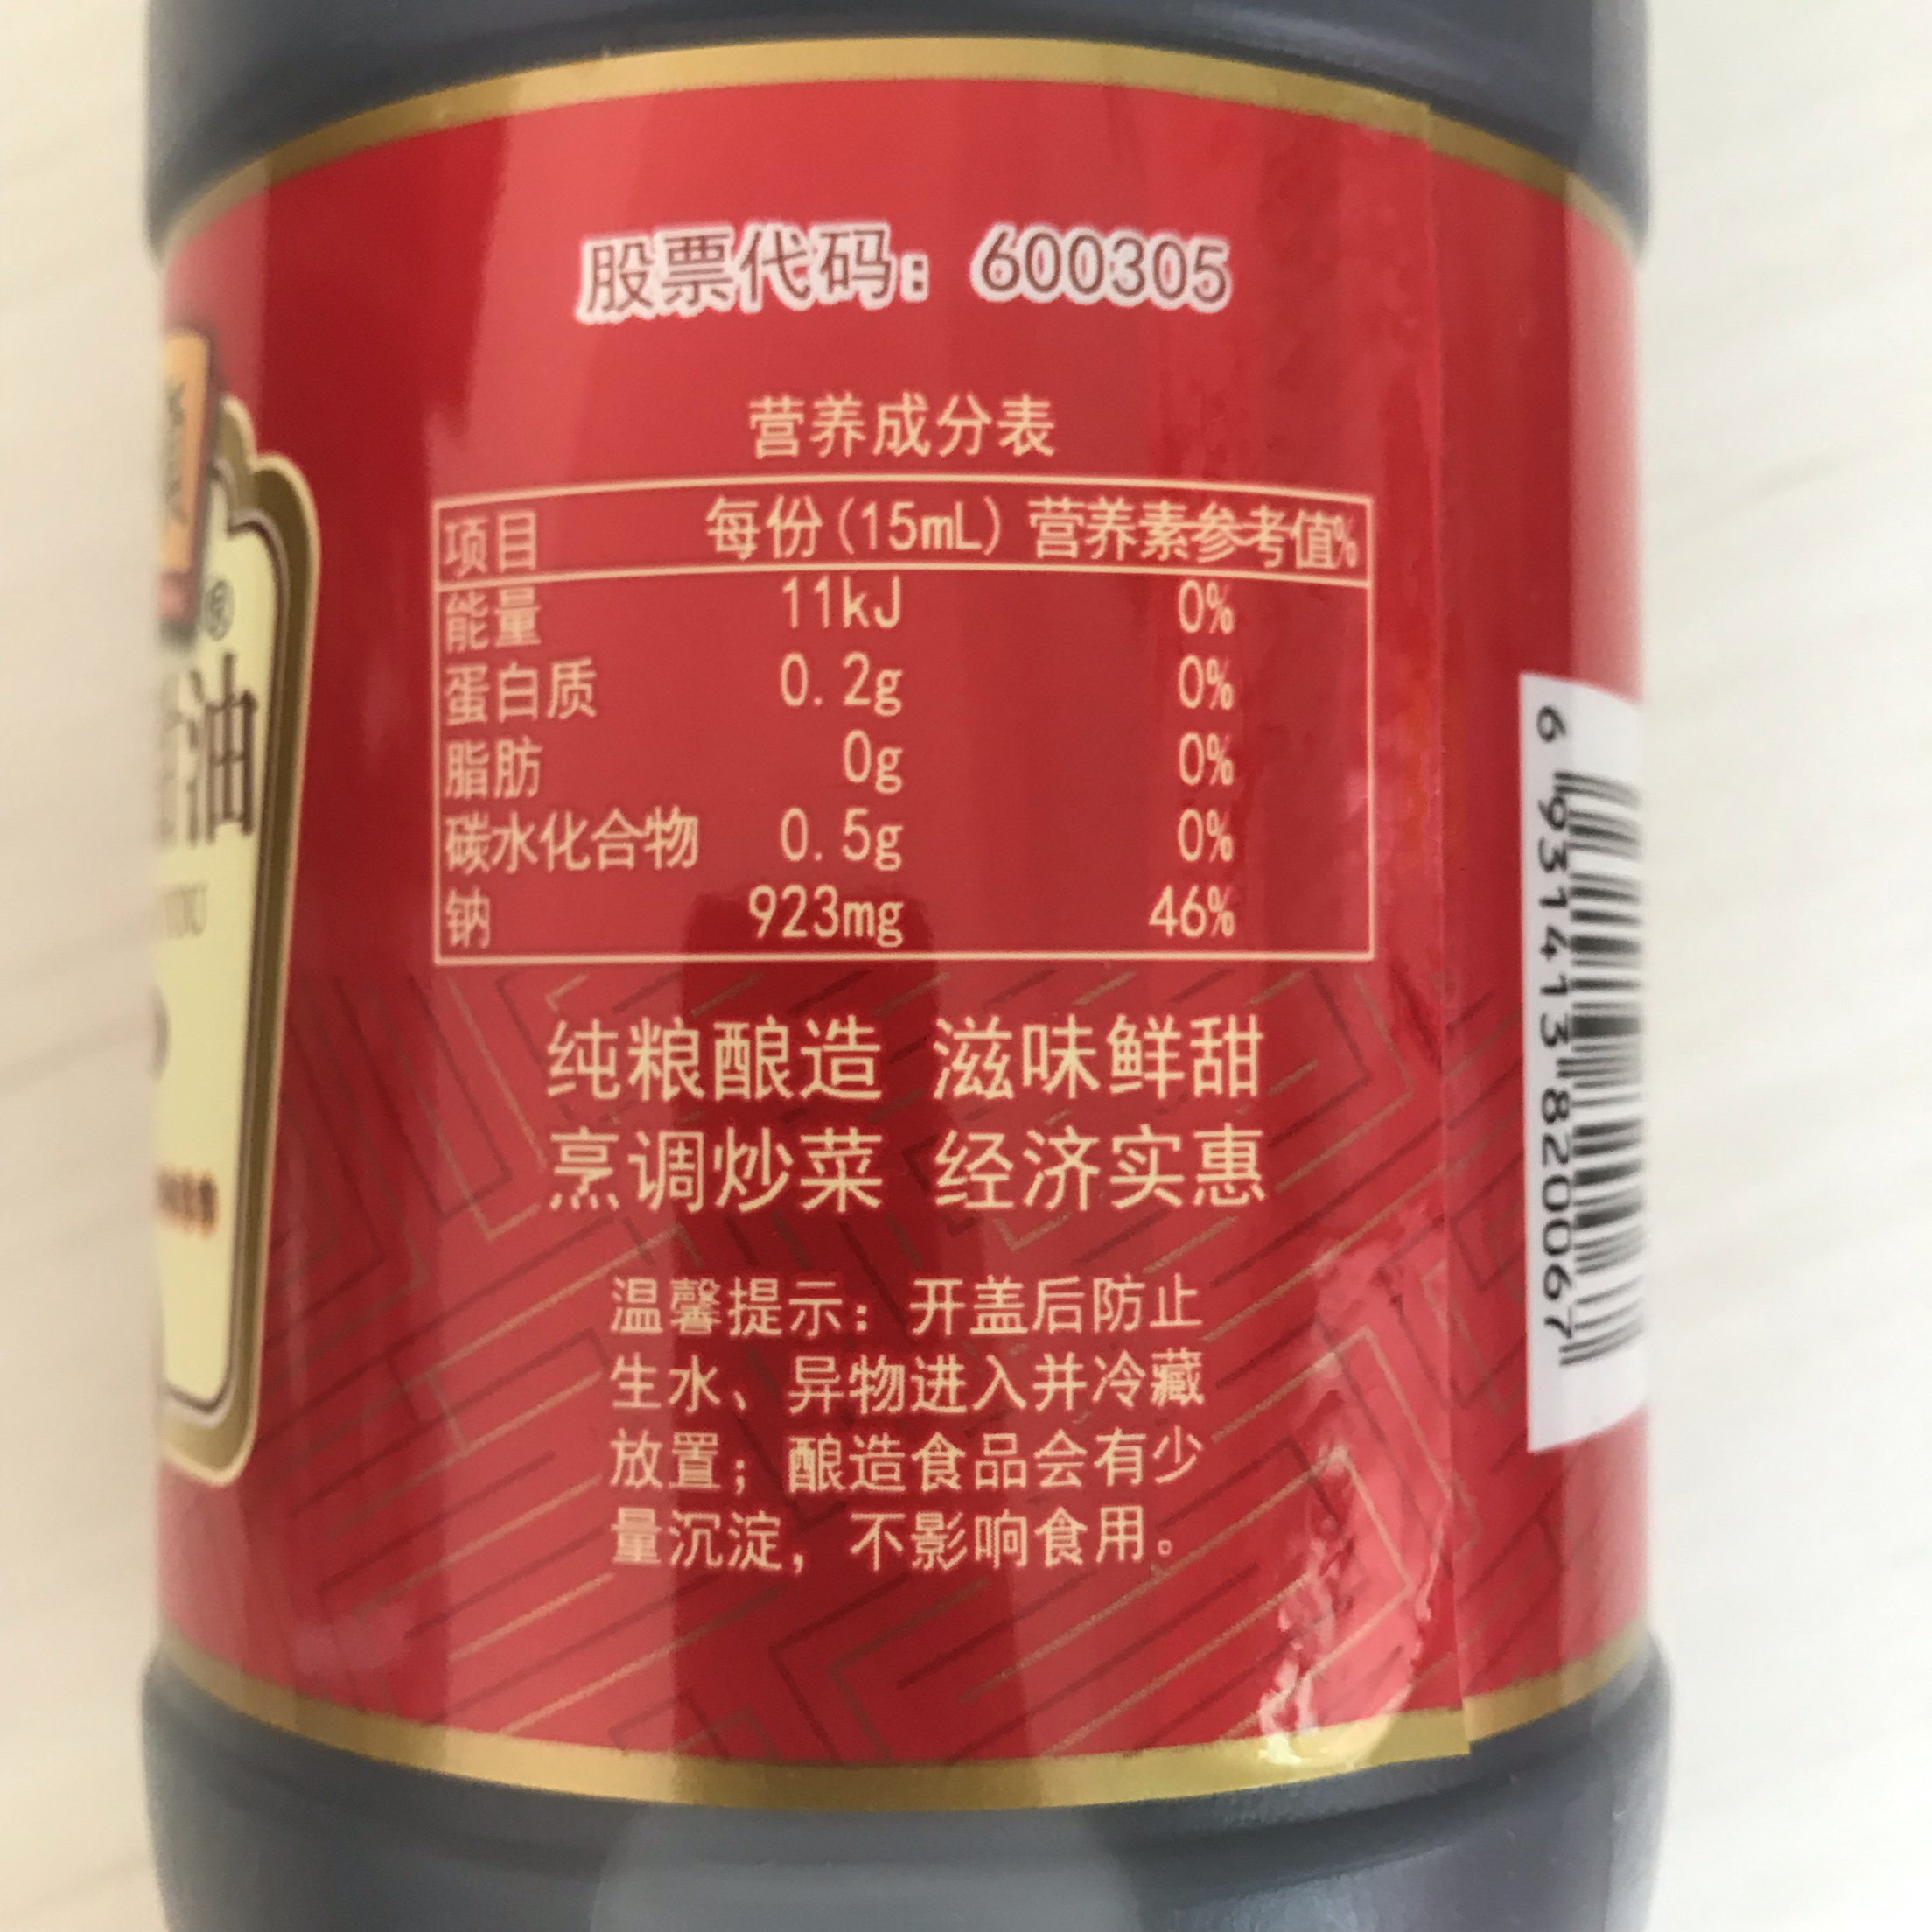 股票代码：600305
营养成分表
项目 每份(15mL) 营养素参考值%
能量 11kJ 0%
蛋白质 0.2g 0%
脂肪 0g 0%
碳水化合物 0.5g 0%
钠 923mg 46%
纯粮酿造 滋味鲜甜
烹调炒菜 经济实惠
温馨提示：开盖后防止
生水、异物进入并冷藏
放置；酿造食品会有少
量沉淀，不影响食用。
®
油
6 931413 820067